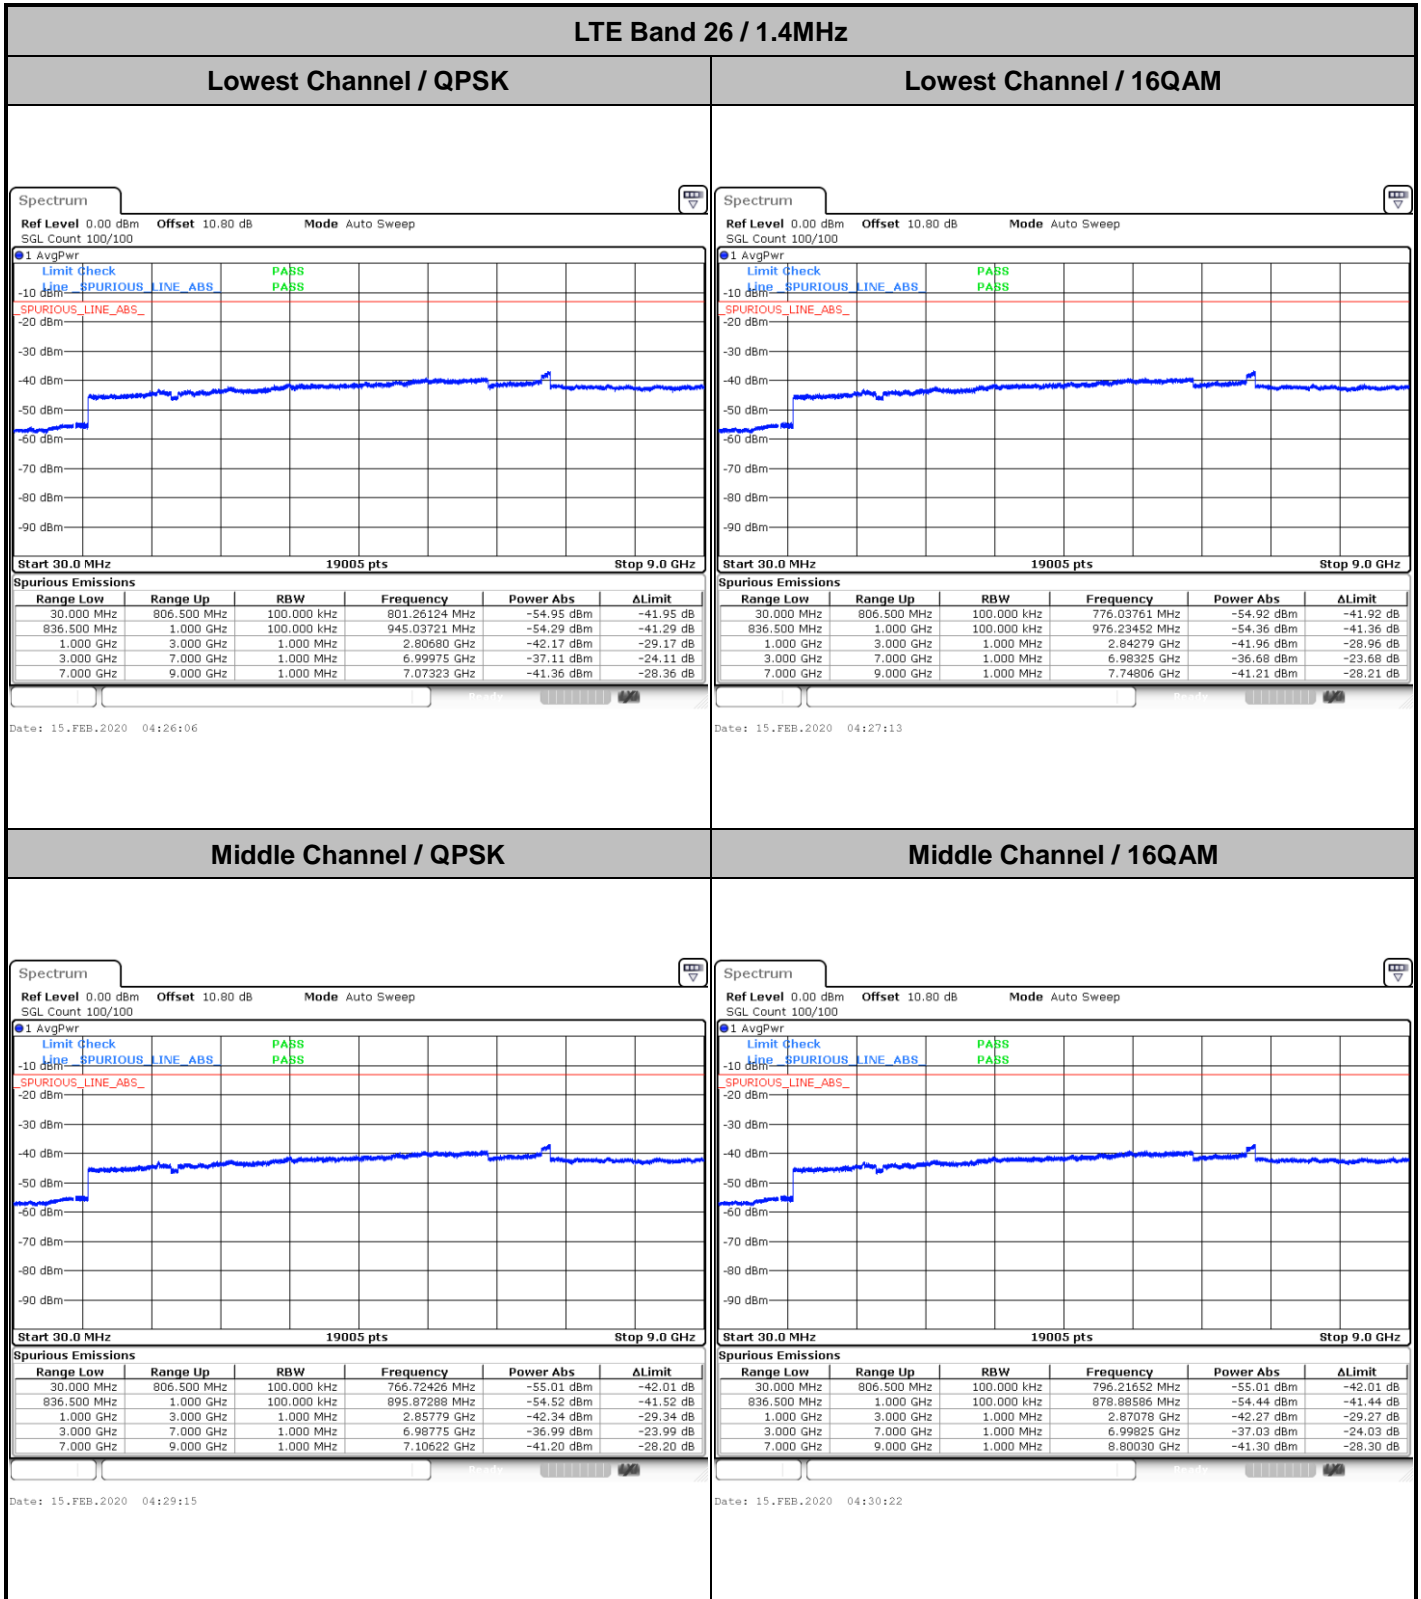 LTE Band 26 / 1.4MHz
Lowest Channel / QPSK
Lowest Channel / 16QAM
Spectrum
Ref Level 0.00 dBm Offset 10.80 dB Mode Auto Sweep
SGL Count 100/100
1 AvgPwr
Limit Check PASS
Line _SPURIOUS_LINE_ABS_ PASS
-10 dBm
_SPURIOUS_LINE_ABS_
-20 dBm
-30 dBm
-40 dBm
-50 dBm
-60 dBm
-70 dBm
-80 dBm
-90 dBm
Start 30.0 MHz 19005 pts Stop 9.0 GHz
Spurious Emissions
Range Low Range Up RBW Frequency Power Abs ΔLimit
30.000 MHz 806.500 MHz 100.000 kHz 801.26124 MHz -54.95 dBm -41.95 dB
836.500 MHz 1.000 GHz 100.000 kHz 945.03721 MHz -54.29 dBm -41.29 dB
1.000 GHz 3.000 GHz 1.000 MHz 2.80680 GHz -42.17 dBm -29.17 dB
3.000 GHz 7.000 GHz 1.000 MHz 6.99975 GHz -37.11 dBm -24.11 dB
7.000 GHz 9.000 GHz 1.000 MHz 7.07323 GHz -41.36 dBm -28.36 dB
Ready
Date: 15.FEB.2020 04:26:06
Spectrum
Ref Level 0.00 dBm Offset 10.80 dB Mode Auto Sweep
SGL Count 100/100
1 AvgPwr
Limit Check PASS
Line _SPURIOUS_LINE_ABS_ PASS
-10 dBm
_SPURIOUS_LINE_ABS_
-20 dBm
-30 dBm
-40 dBm
-50 dBm
-60 dBm
-70 dBm
-80 dBm
-90 dBm
Start 30.0 MHz 19005 pts Stop 9.0 GHz
Spurious Emissions
Range Low Range Up RBW Frequency Power Abs ΔLimit
30.000 MHz 806.500 MHz 100.000 kHz 776.03761 MHz -54.92 dBm -41.92 dB
836.500 MHz 1.000 GHz 100.000 kHz 976.23452 MHz -54.36 dBm -41.36 dB
1.000 GHz 3.000 GHz 1.000 MHz 2.84279 GHz -41.96 dBm -28.96 dB
3.000 GHz 7.000 GHz 1.000 MHz 6.98325 GHz -36.68 dBm -23.68 dB
7.000 GHz 9.000 GHz 1.000 MHz 7.74806 GHz -41.21 dBm -28.21 dB
Ready
Date: 15.FEB.2020 04:27:13
Middle Channel / QPSK
Middle Channel / 16QAM
Spectrum
Ref Level 0.00 dBm Offset 10.80 dB Mode Auto Sweep
SGL Count 100/100
1 AvgPwr
Limit Check PASS
Line _SPURIOUS_LINE_ABS_ PASS
-10 dBm
_SPURIOUS_LINE_ABS_
-20 dBm
-30 dBm
-40 dBm
-50 dBm
-60 dBm
-70 dBm
-80 dBm
-90 dBm
Start 30.0 MHz 19005 pts Stop 9.0 GHz
Spurious Emissions
Range Low Range Up RBW Frequency Power Abs ΔLimit
30.000 MHz 806.500 MHz 100.000 kHz 766.72426 MHz -55.01 dBm -42.01 dB
836.500 MHz 1.000 GHz 100.000 kHz 895.87288 MHz -54.52 dBm -41.52 dB
1.000 GHz 3.000 GHz 1.000 MHz 2.85779 GHz -42.34 dBm -29.34 dB
3.000 GHz 7.000 GHz 1.000 MHz 6.98775 GHz -36.99 dBm -23.99 dB
7.000 GHz 9.000 GHz 1.000 MHz 7.10622 GHz -41.20 dBm -28.20 dB
Ready
Date: 15.FEB.2020 04:29:15
Spectrum
Ref Level 0.00 dBm Offset 10.80 dB Mode Auto Sweep
SGL Count 100/100
1 AvgPwr
Limit Check PASS
Line _SPURIOUS_LINE_ABS_ PASS
-10 dBm
_SPURIOUS_LINE_ABS_
-20 dBm
-30 dBm
-40 dBm
-50 dBm
-60 dBm
-70 dBm
-80 dBm
-90 dBm
Start 30.0 MHz 19005 pts Stop 9.0 GHz
Spurious Emissions
Range Low Range Up RBW Frequency Power Abs ΔLimit
30.000 MHz 806.500 MHz 100.000 kHz 796.21652 MHz -55.01 dBm -42.01 dB
836.500 MHz 1.000 GHz 100.000 kHz 878.88586 MHz -54.44 dBm -41.44 dB
1.000 GHz 3.000 GHz 1.000 MHz 2.87078 GHz -42.27 dBm -29.27 dB
3.000 GHz 7.000 GHz 1.000 MHz 6.99825 GHz -37.03 dBm -24.03 dB
7.000 GHz 9.000 GHz 1.000 MHz 8.80030 GHz -41.30 dBm -28.30 dB
Ready
Date: 15.FEB.2020 04:30:22